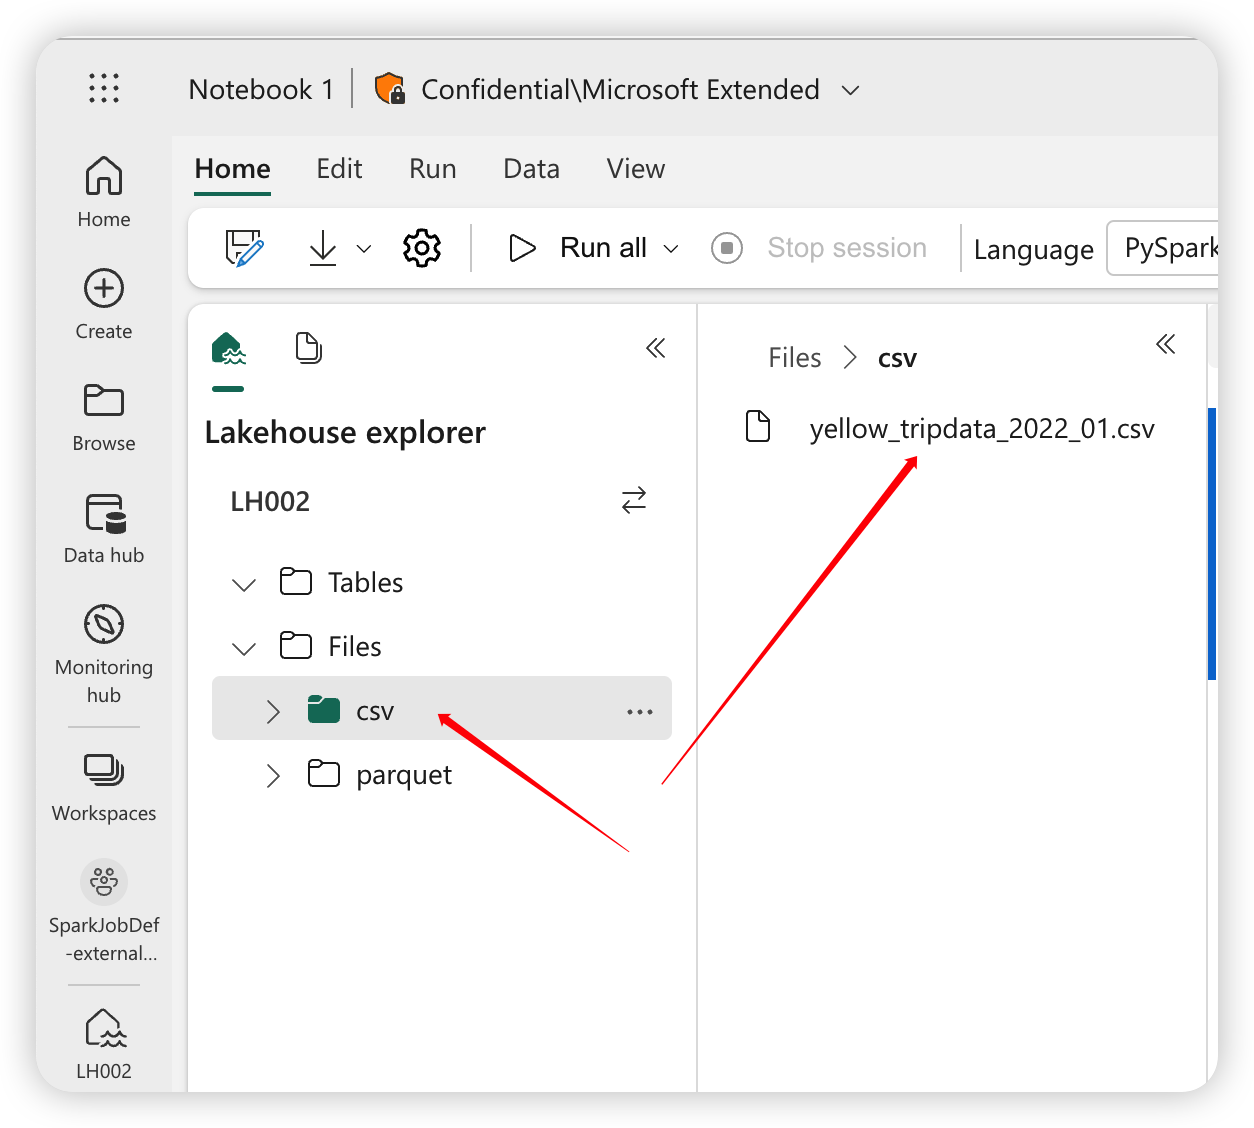 Notebook 1
Confidential\Microsoft Extended
Home
Edit
Run
Data
View
Run all
Stop session
Language
PySpark
Home
Create
Browse
Data hub
Monitoring
hub
Workspaces
SparkJobDef
-external...
LH002
Lakehouse explorer
LH002
Tables
Files
csv
parquet
Files
csv
yellow_tripdata_2022_01.csv